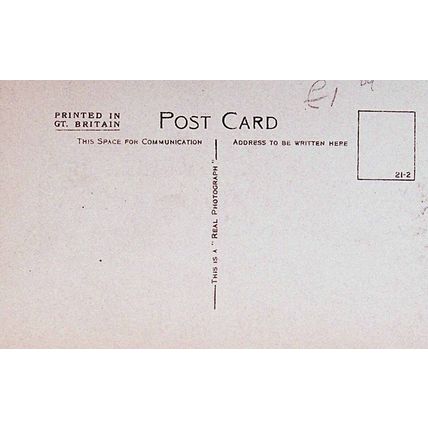 £1
PRINTED IN
GT. BRITAIN
POST CARD
THIS SPACE FOR COMMUNICATION
ADDRESS TO BE WRITTEN HERE
21-2
THIS IS A "REAL PHOTOGRAPH"